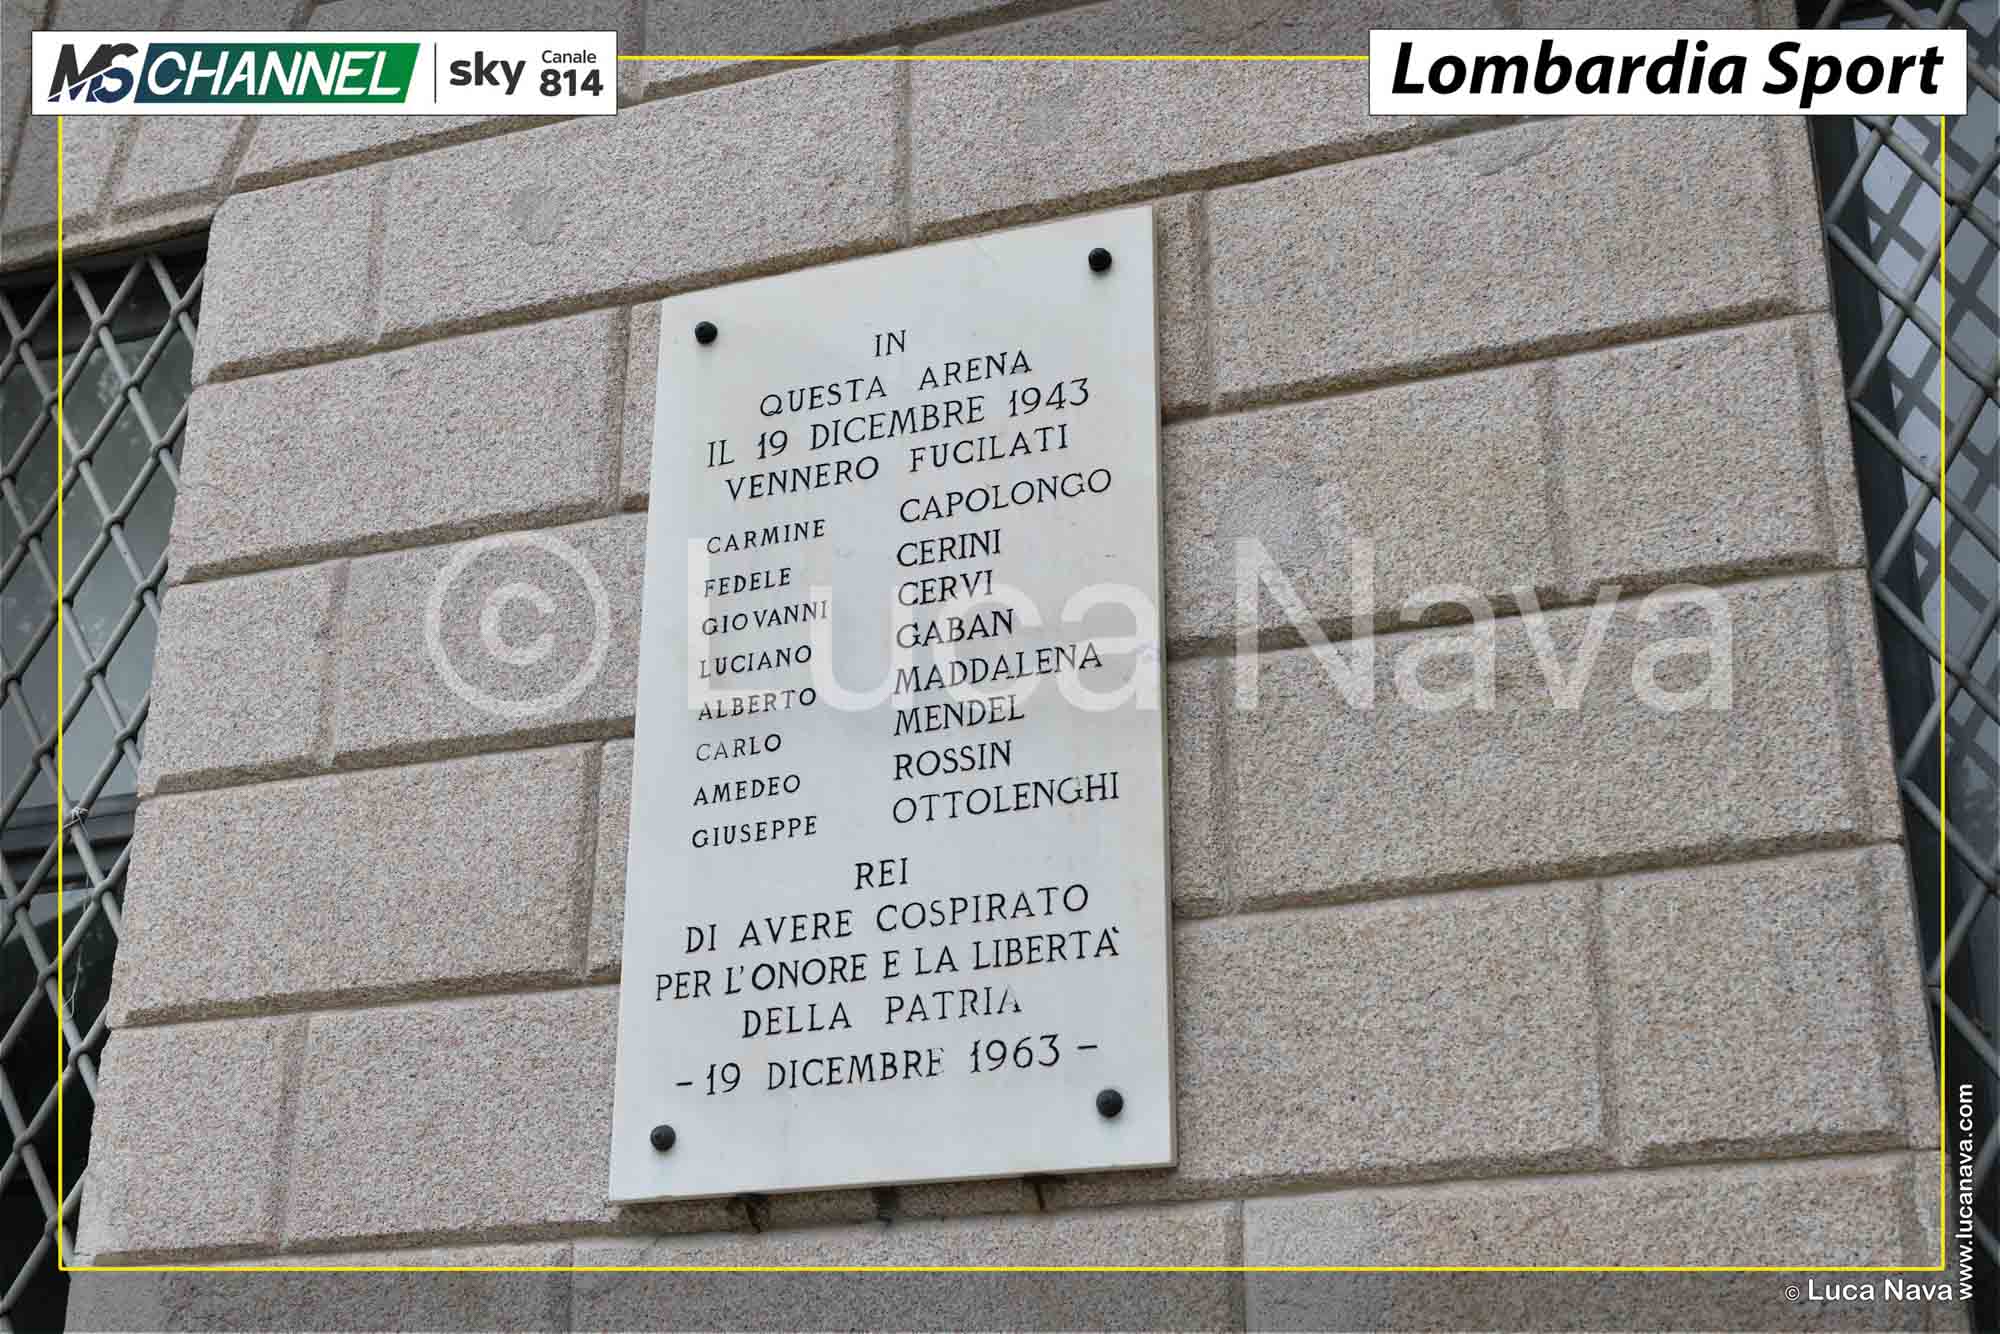 MS CHANNEL sky Canale 814
Lombardia Sport
IN
QUESTA ARENA
IL 19 DICEMBRE 1943
VENNERO FUCILATI
CARMINE CAPOLONGO
FEDELE CERINI
GIOVANNI CERVI
LUCIANO GABAN
ALBERTO MADDALENA
CARLO MENDEL
AMEDEO ROSSIN
GIUSEPPE OTTOLENGHI
REI
DI AVERE COSPIRATO
PER L'ONORE E LA LIBERTÀ
DELLA PATRIA
- 19 DICEMBRE 1963 -
© Luca Nava
© Luca Nava
www.lucanava.com